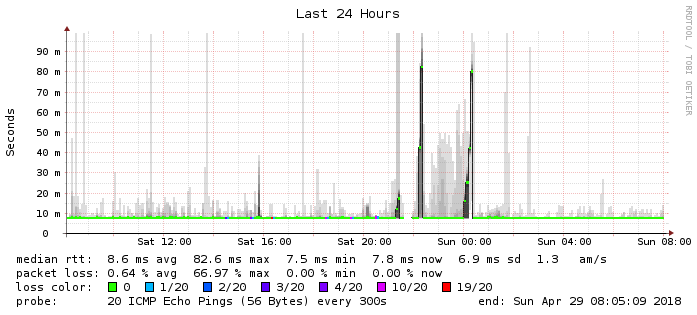 Last 24 Hours
RRDTOOL / TOBI OETIKER
Seconds
90 m
80 m
70 m
60 m
50 m
40 m
30 m
20 m
10 m
0
Sat 12:00 Sat 16:00 Sat 20:00 Sun 00:00 Sun 04:00 Sun 08:00
median rtt: 8.6 ms avg 82.6 ms max 7.5 ms min 7.8 ms now 6.9 ms sd 1.3 am/s
packet loss: 0.64 % avg 66.97 % max 0.00 % min 0.00 % now
loss color: 0 1/20 2/20 3/20 4/20 10/20 19/20
probe: 20 ICMP Echo Pings (56 Bytes) every 300s end: Sun Apr 29 08:05:09 2018